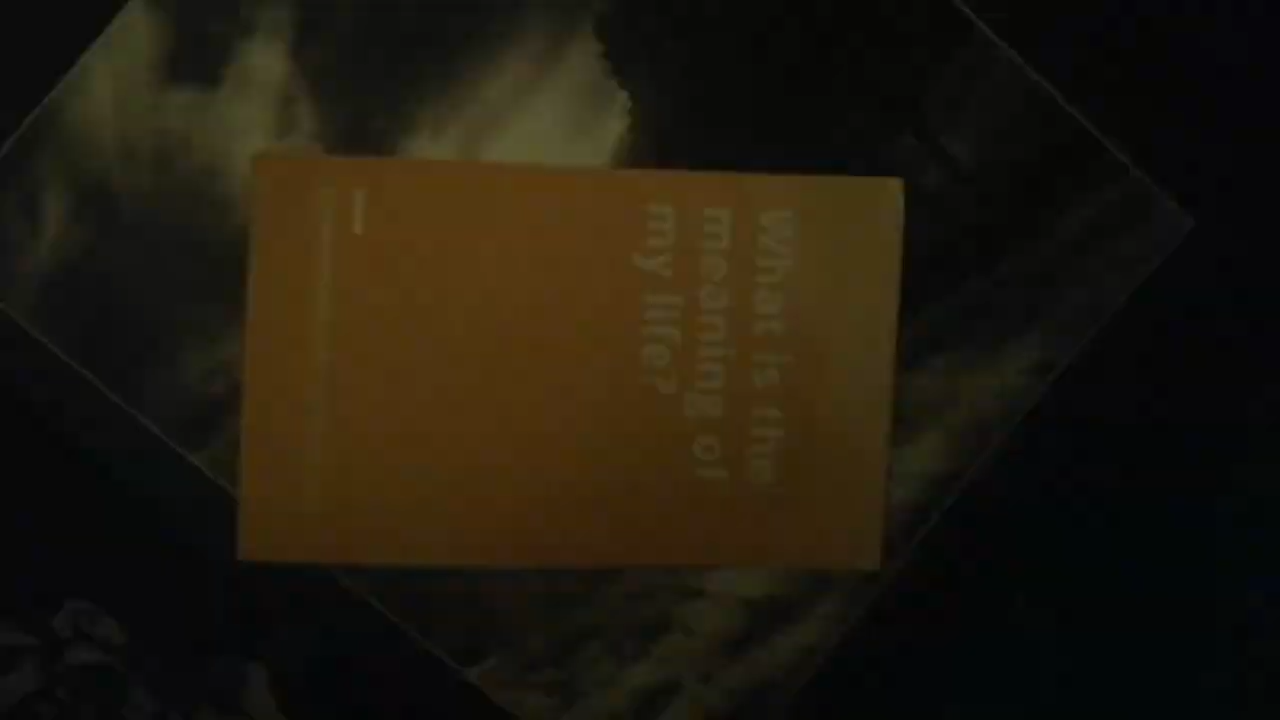 What is the
meaning of
my life?